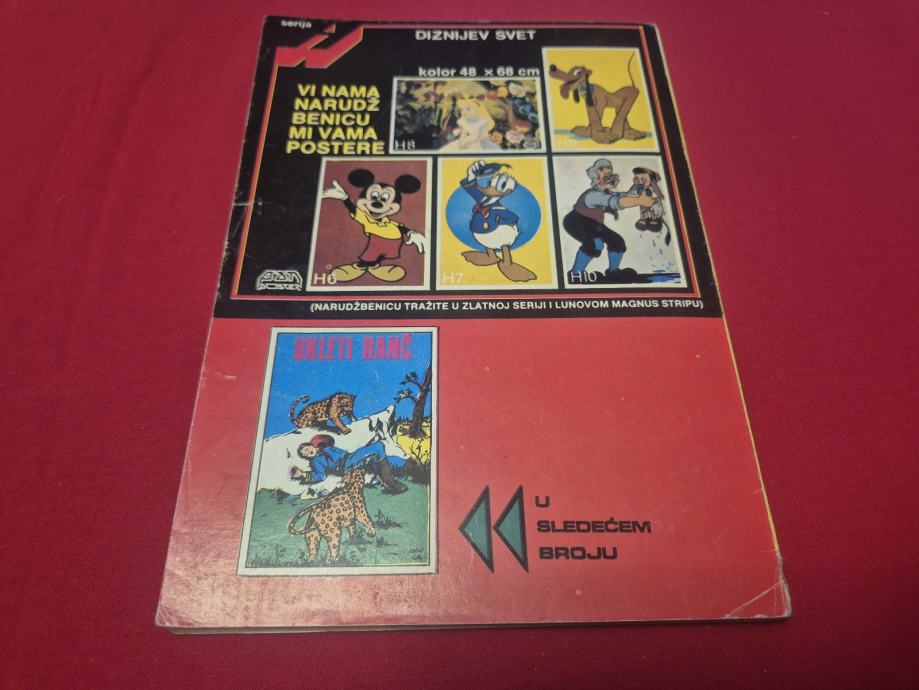 serija
DIZNIJEV SVET
kolor 48 x 68 cm
VI NAMA
NARUDŽ
BENICU
MI VAMA
POSTERE
H8
H6
H7
H10
POSTER
(NARUDŽBENICU TRAŽITE U ZLATNOJ SERIJI I LUNOVOM MAGNUS STRIPU)
UKLETI RANČ
U
SLEDEĆEM
BROJU